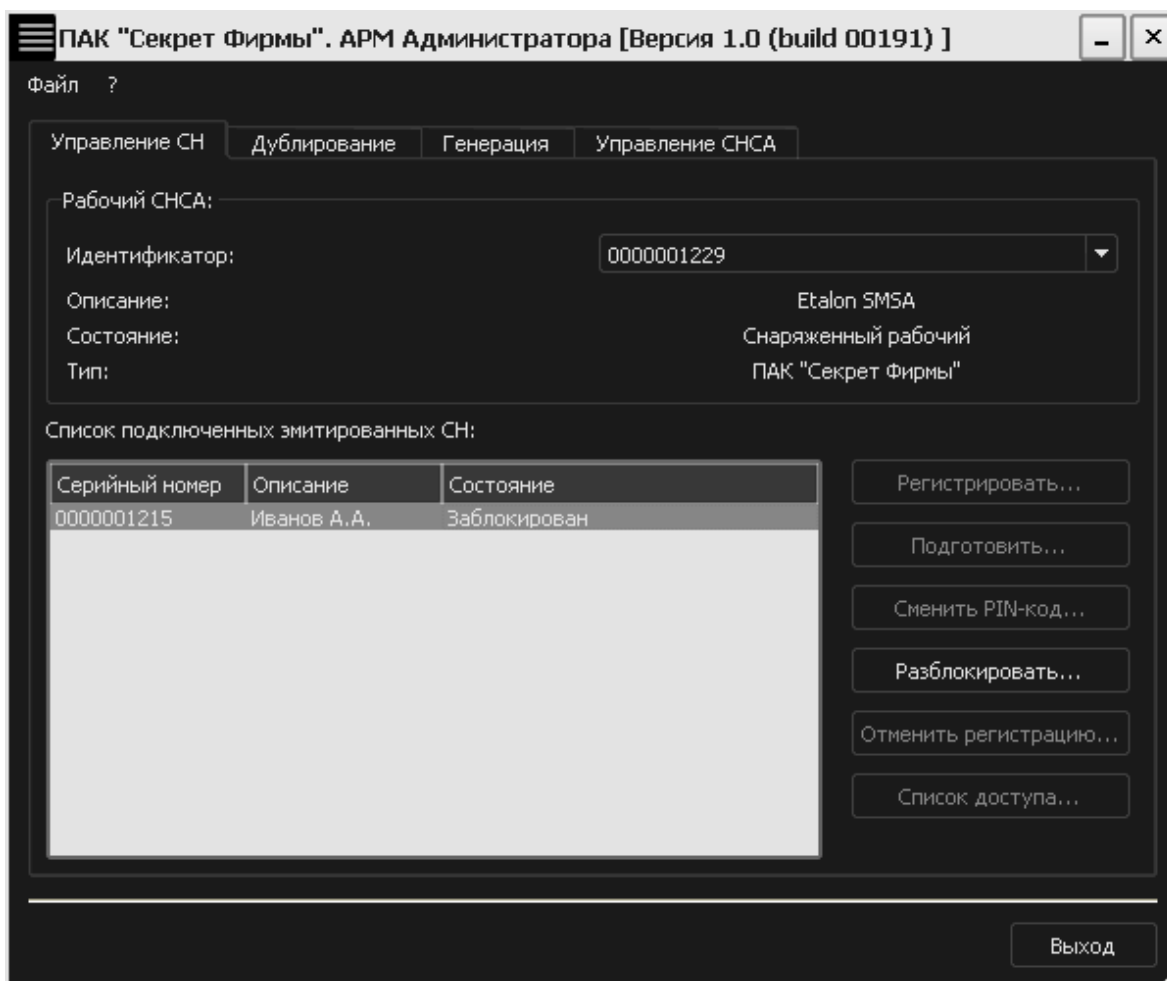 ПАК "Секрет Фирмы". АРМ Администратора [Версия 1.0 (build 00191) ]
Файл ?
Управление СН Дублирование Генерация Управление СНСА
Рабочий СНСА:
Идентификатор: 0000001229
Описание: Etalon SMSA
Состояние: Снаряженный рабочий
Тип: ПАК "Секрет Фирмы"
Список подключенных эмитированных СН:
Серийный номер Описание Состояние
0000001215 Иванов А.А. Заблокирован
Регистрировать...
Подготовить...
Сменить PIN-код...
Разблокировать...
Отменить регистрацию...
Список доступа...
Выход